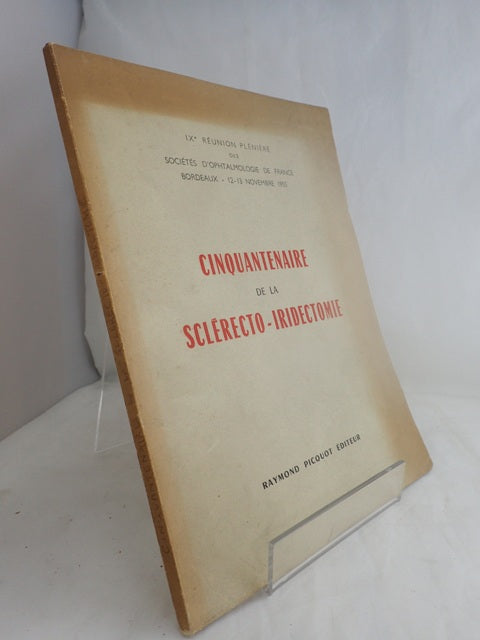 IXe RÉUNION PLÉNIÈRE
DES
SOCIÉTÉS D'OPHTALMOLOGIE DE FRANCE
BORDEAUX - 12-13 NOVEMBRE 1955
CINQUANTENAIRE
DE LA
SCLÉRECTO-IRIDECTOMIE
RAYMOND PICQUOT ÉDITEUR